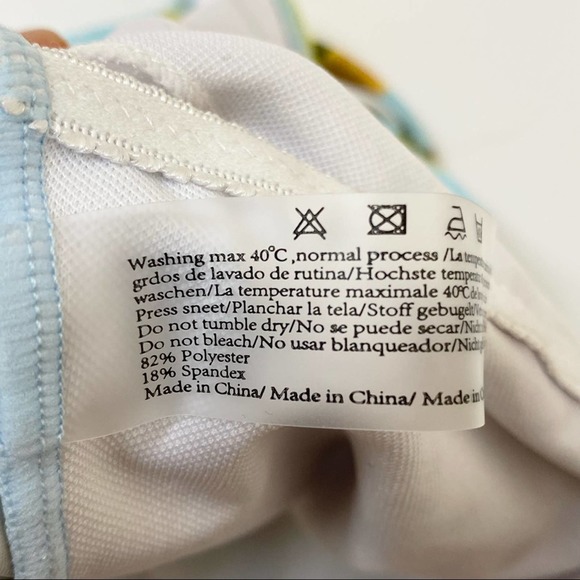 Washing max 40°C ,normal process /La
grdos de lavado de rutina/Hochste
waschen/La temperature maximale 40°C
Press sneet/Planchar la tela/Stoff gebugelt/
Do not tumble dry/No se puede secar/
Do not bleach/No usar blanqueador/
82% Polyester
18% Spandex
Made in China/ Made in China/ Made in